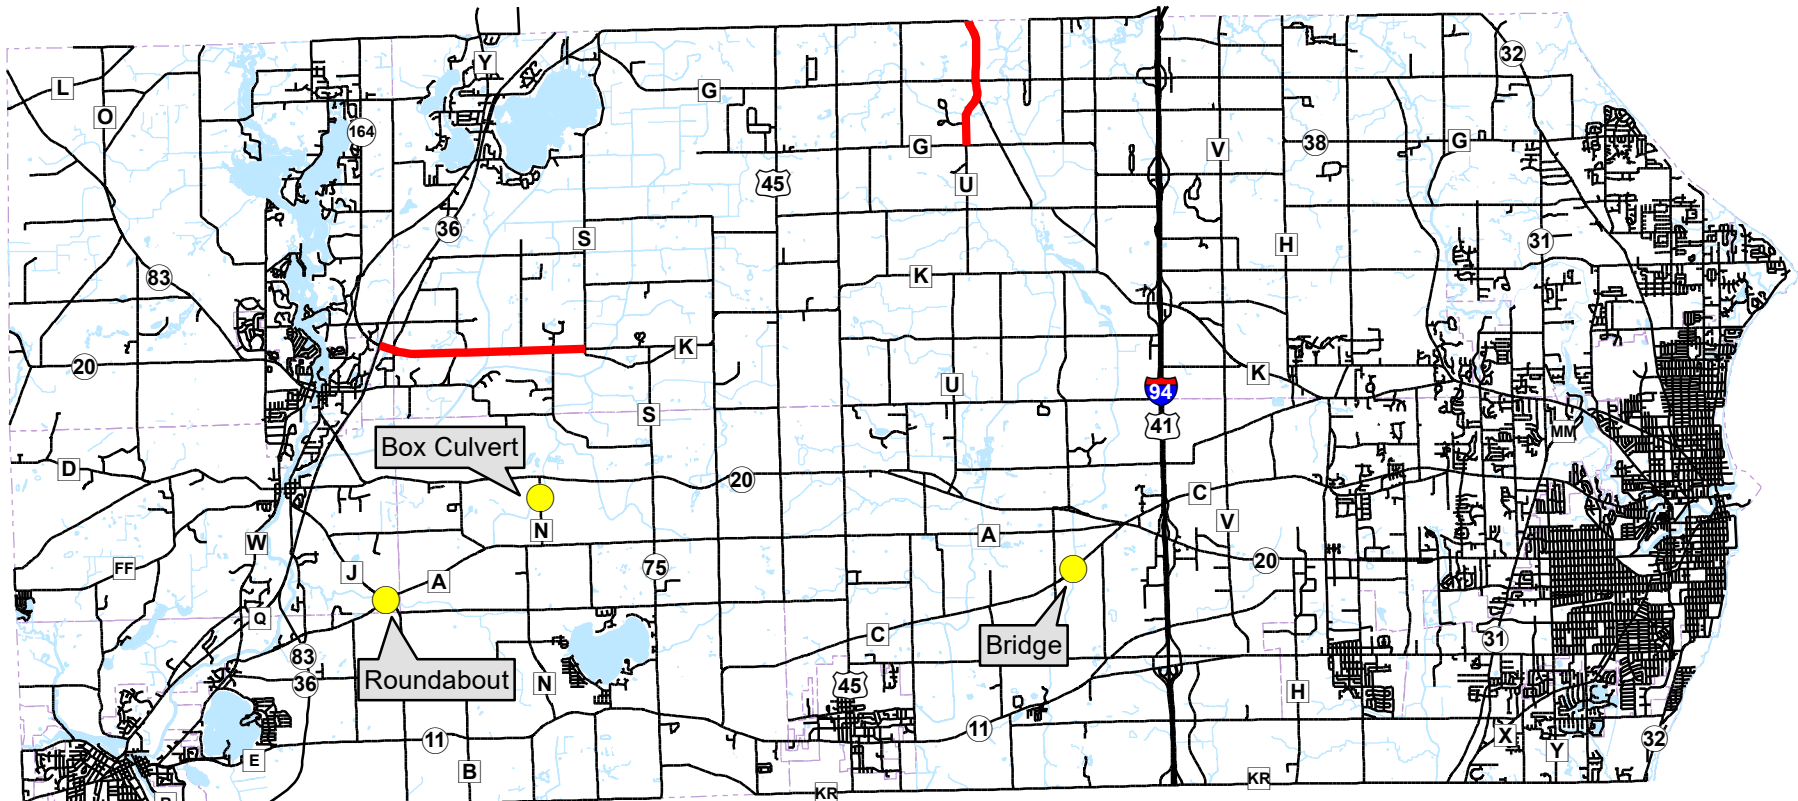 32
Y
L
G
O
164
38
G
G
V
45
U
36
S
31
H
83
K
K
20
U
K
94
41
S
Box Culvert
MM
D
20
C
N
V
A
W
FF
J
A
75
20
Q
C
Bridge
31
83
36
Roundabout
N
45
H
11
11
X
Y
32
E
B
KR
KR